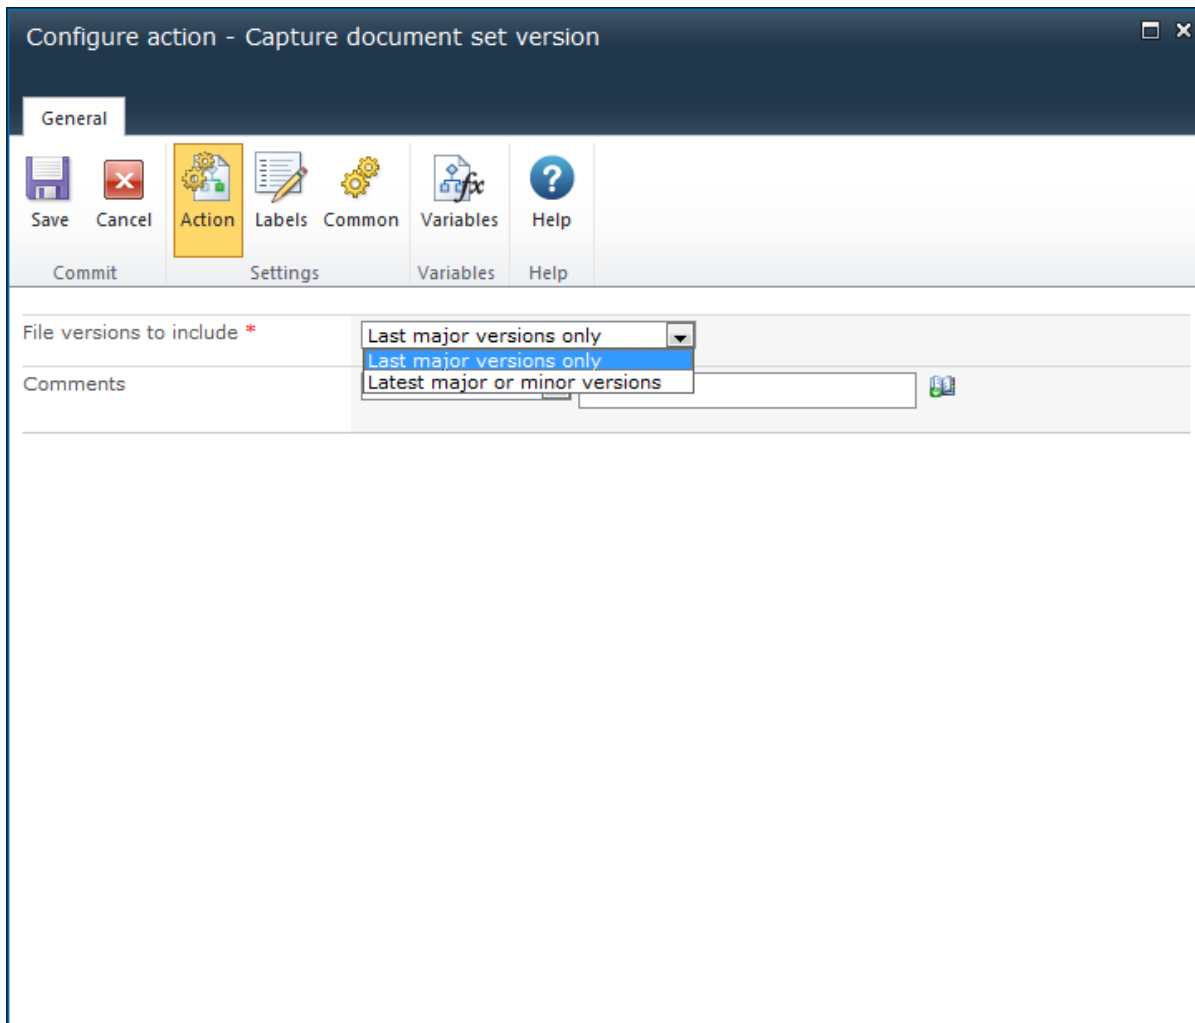 Configure action - Capture document set version
General
Save Cancel Action Labels Common Variables Help
Commit Settings Variables Help
File versions to include * Last major versions only
Last major versions only
Latest major or minor versions
Comments